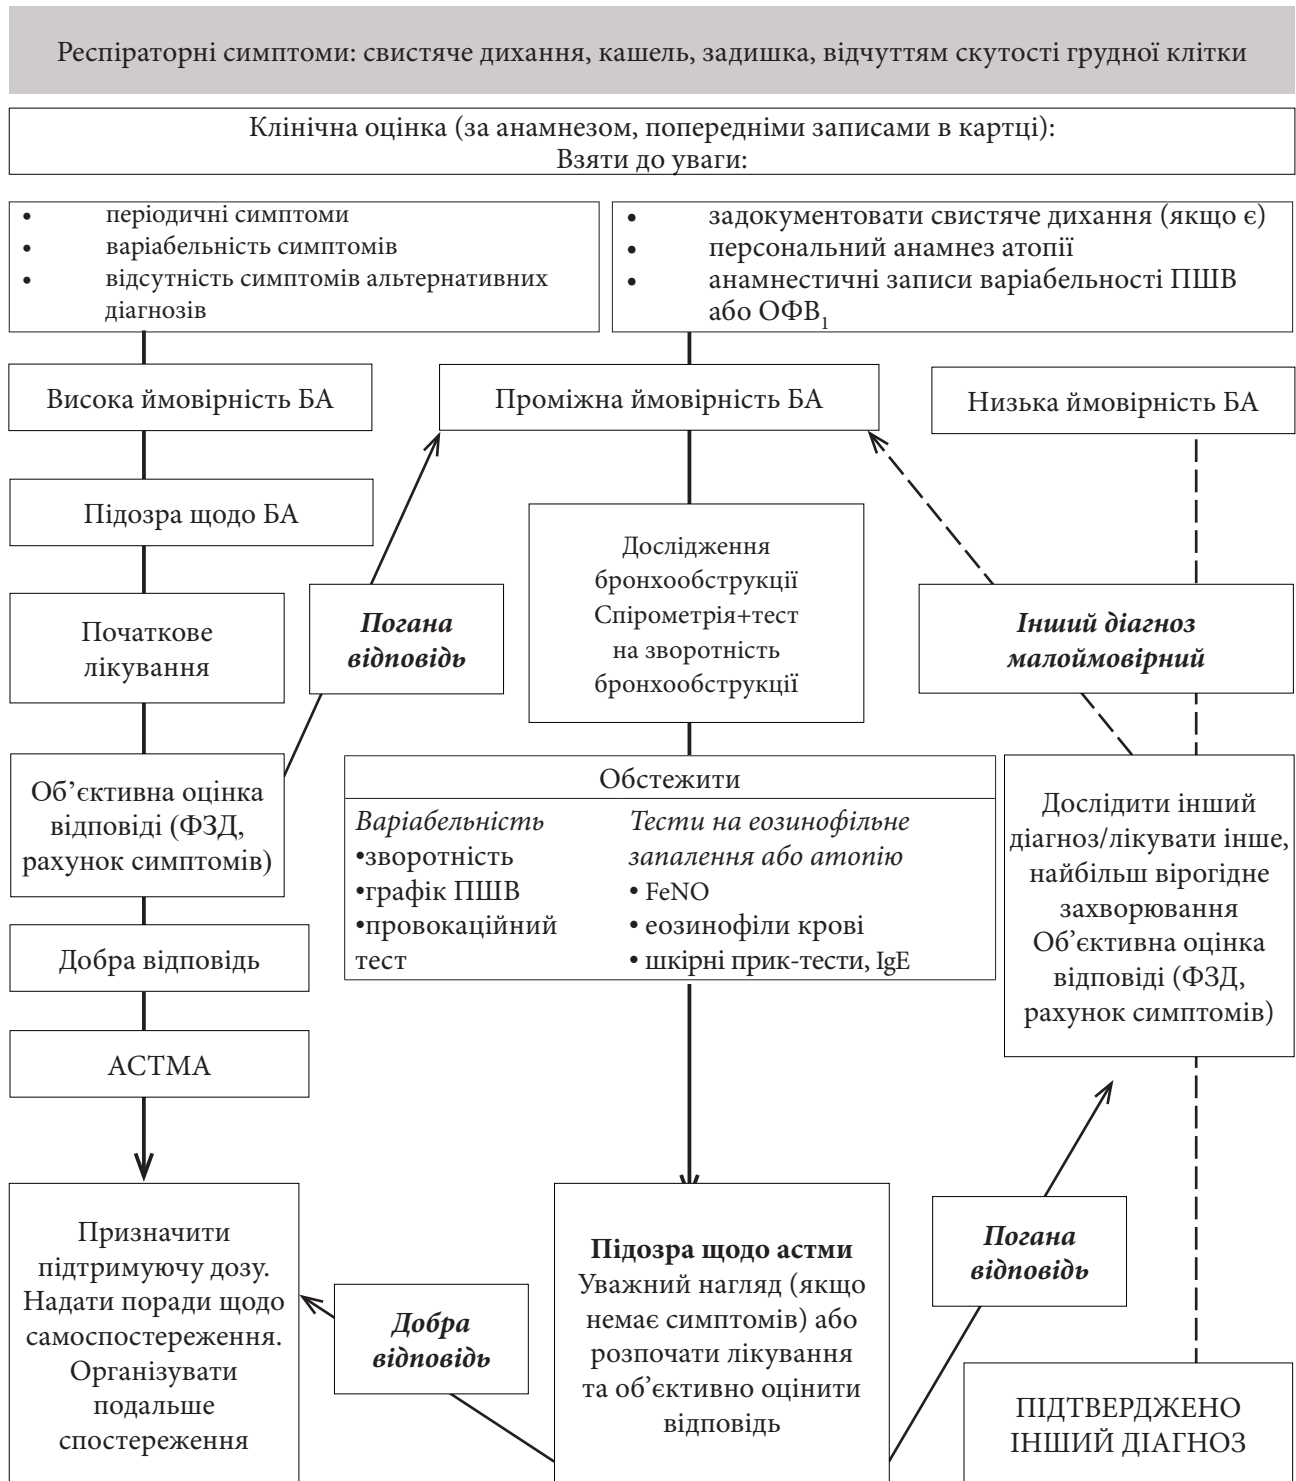 Респіраторні симптоми: свистяче дихання, кашель, задишка, відчуттям скутості грудної клітки
Клінічна оцінка (за анамнезом, попередніми записами в картці):
Взяти до уваги:
• періодичні симптоми
• варіабельність симптомів
• відсутність симптомів альтернативних
діагнозів
• задокументовати свистяче дихання (якщо є)
• персональний анамнез атопії
• анамнестичні записи варіабельності ПШВ
або ОФВ₁
Висока ймовірність БА
Проміжна ймовірність БА
Низька ймовірність БА
Підозра щодо БА
Дослідження
бронхообструкції
Спірометрія+тест
на зворотність
бронхообструкції
Початкове
лікування
Погана
відповідь
Інший діагноз
малоймовірний
Об’єктивна оцінка
відповіді (ФЗД,
рахунок симптомів)
Обстежити
Варіабельність
•зворотність
•графік ПШВ
•провокаційний
тест
Тести на еозинофільне
запалення або атопію
• FeNO
• еозинофіли крові
• шкірні прик-тести, IgE
Дослідити інший
діагноз/лікувати інше,
найбільш вірогідне
захворювання
Об’єктивна оцінка
відповіді (ФЗД,
рахунок симптомів)
Добра відповідь
АСТМА
Призначити
підтримуючу дозу.
Надати поради щодо
самоспостереження.
Організувати
подальше
спостереження
Добра
відповідь
Підозра щодо астми
Уважний нагляд (якщо
немає симптомів) або
розпочати лікування
та об’єктивно оцінити
відповідь
Погана
відповідь
ПІДТВЕРДЖЕНО
ІНШИЙ ДІАГНОЗ